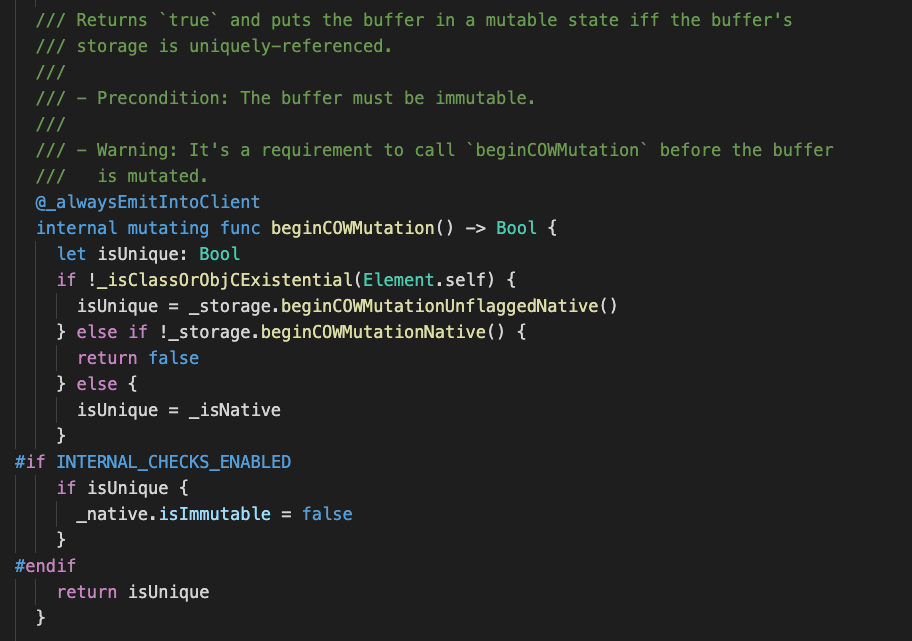 /// Returns `true` and puts the buffer in a mutable state iff the buffer's
/// storage is uniquely-referenced.
///
/// - Precondition: The buffer must be immutable.
///
/// - Warning: It's a requirement to call `beginCOWMutation` before the buffer
///   is mutated.
@_alwaysEmitIntoClient
internal mutating func beginCOWMutation() -> Bool {
  let isUnique: Bool
  if !_isClassOrObjCExistential(Element.self) {
    isUnique = _storage.beginCOWMutationUnflaggedNative()
  } else if !_storage.beginCOWMutationNative() {
    return false
  } else {
    isUnique = _isNative
  }
#if INTERNAL_CHECKS_ENABLED
  if isUnique {
    _native.isImmutable = false
  }
#endif
  return isUnique
}